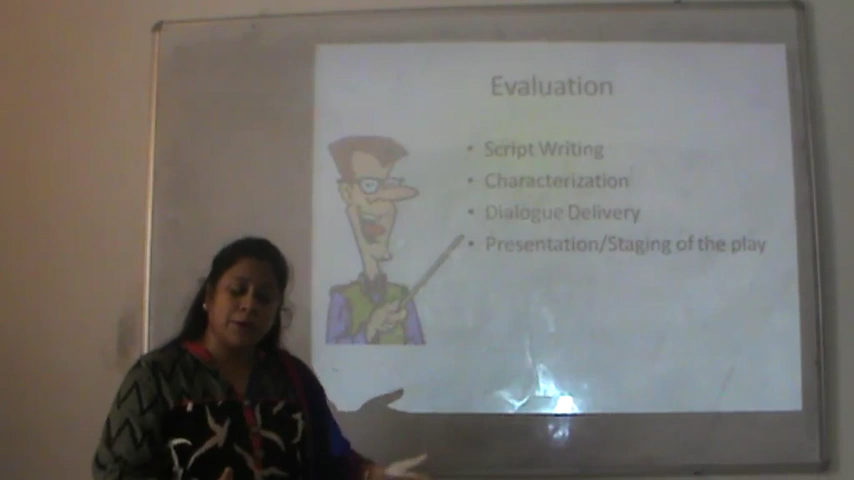 Evaluation
• Script Writing
• Characterization
• Dialogue Delivery
• Presentation/Staging of the play